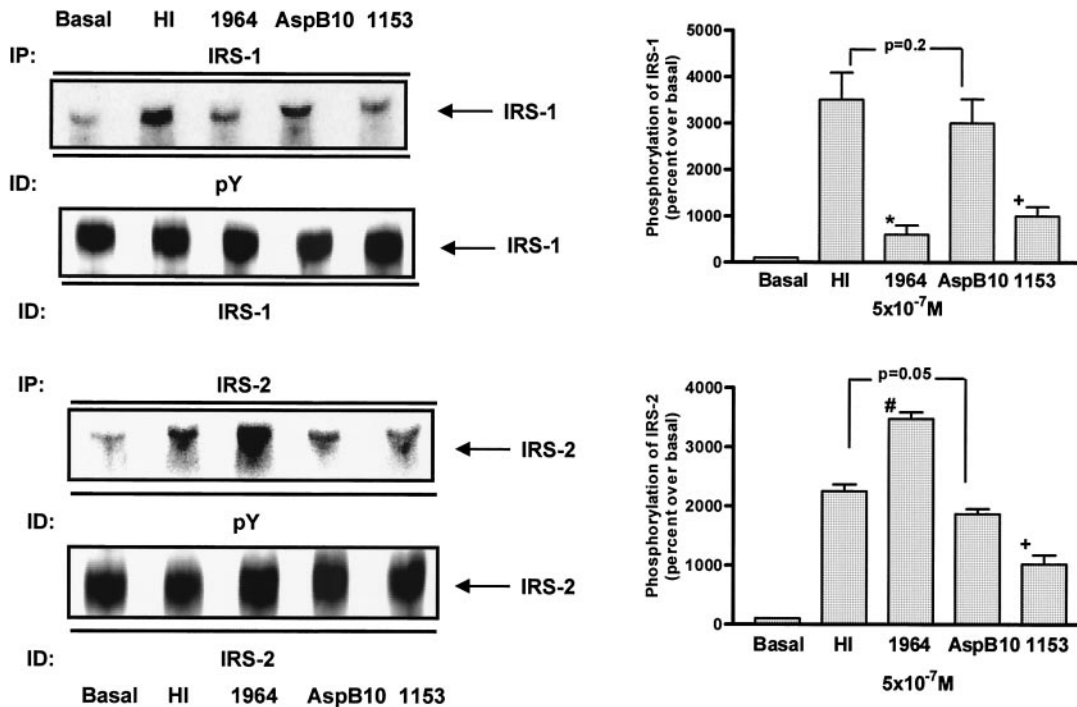 Basal HI 1964 AspB10 1153
IP: IRS-1
IRS-1
ID: pY
IRS-1
ID: IRS-1
IP: IRS-2
IRS-2
ID: pY
IRS-2
ID: IRS-2
Basal HI 1964 AspB10 1153
Phosphorylation of IRS-1
(percent over basal)
5000
4000
3000
2000
1000
0
p=0.2
*
+
Basal HI 1964 AspB10 1153
5x10⁻⁷M
Phosphorylation of IRS-2
(percent over basal)
4000
3000
2000
1000
0
p=0.05
#
+
Basal HI 1964 AspB10 1153
5x10⁻⁷M